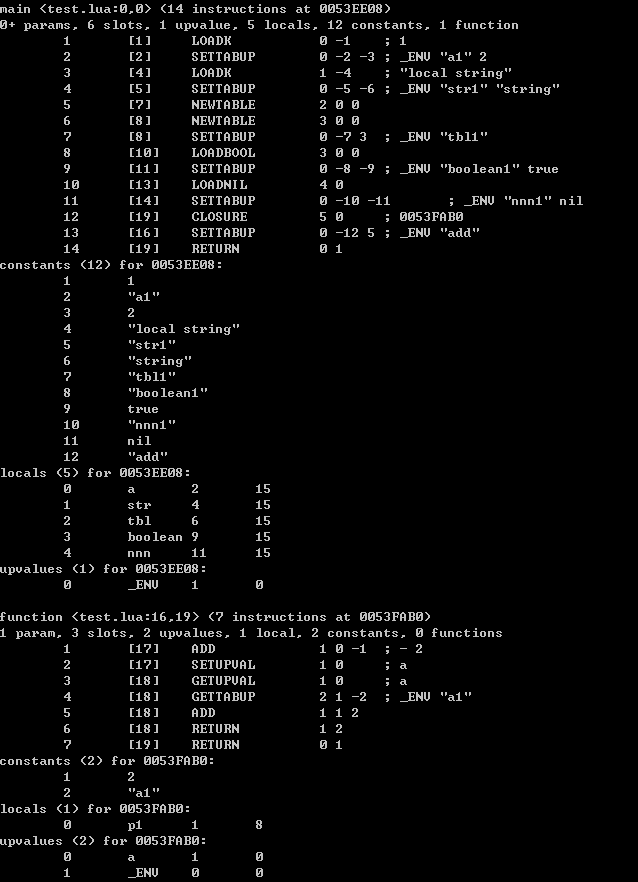 main <test.lua:0,0> (14 instructions at 0053EE08)
0+ params, 6 slots, 1 upvalue, 5 locals, 12 constants, 1 function
1 [1] LOADK 0 -1 ; 1
2 [2] SETTABUP 0 -2 -3 ; _ENV "a1" 2
3 [4] LOADK 1 -4 ; "local string"
4 [5] SETTABUP 0 -5 -6 ; _ENV "str1" "string"
5 [7] NEWTABLE 2 0 0
6 [8] NEWTABLE 3 0 0
7 [8] SETTABUP 0 -7 3 ; _ENV "tbl1"
8 [10] LOADBOOL 3 0 0
9 [11] SETTABUP 0 -8 -9 ; _ENV "boolean1" true
10 [13] LOADNIL 4 0
11 [14] SETTABUP 0 -10 -11 ; _ENV "nnn1" nil
12 [19] CLOSURE 5 0 ; 0053FAB0
13 [16] SETTABUP 0 -12 5 ; _ENV "add"
14 [19] RETURN 0 1
constants (12) for 0053EE08:
1 1
2 "a1"
3 2
4 "local string"
5 "str1"
6 "string"
7 "tbl1"
8 "boolean1"
9 true
10 "nnn1"
11 nil
12 "add"
locals (5) for 0053EE08:
0 a 2 15
1 str 4 15
2 tbl 6 15
3 boolean 9 15
4 nnn 11 15
upvalues (1) for 0053EE08:
0 _ENV 1 0
function <test.lua:16,19> (7 instructions at 0053FAB0)
1 param, 3 slots, 2 upvalues, 1 local, 2 constants, 0 functions
1 [17] ADD 1 0 -1 ; - 2
2 [17] SETUPVAL 1 0 ; a
3 [18] GETUPVAL 1 0 ; a
4 [18] GETTABUP 2 1 -2 ; _ENV "a1"
5 [18] ADD 1 1 2
6 [18] RETURN 1 2
7 [19] RETURN 0 1
constants (2) for 0053FAB0:
1 2
2 "a1"
locals (1) for 0053FAB0:
0 p1 1 8
upvalues (2) for 0053FAB0:
0 a 1 0
1 _ENV 0 0